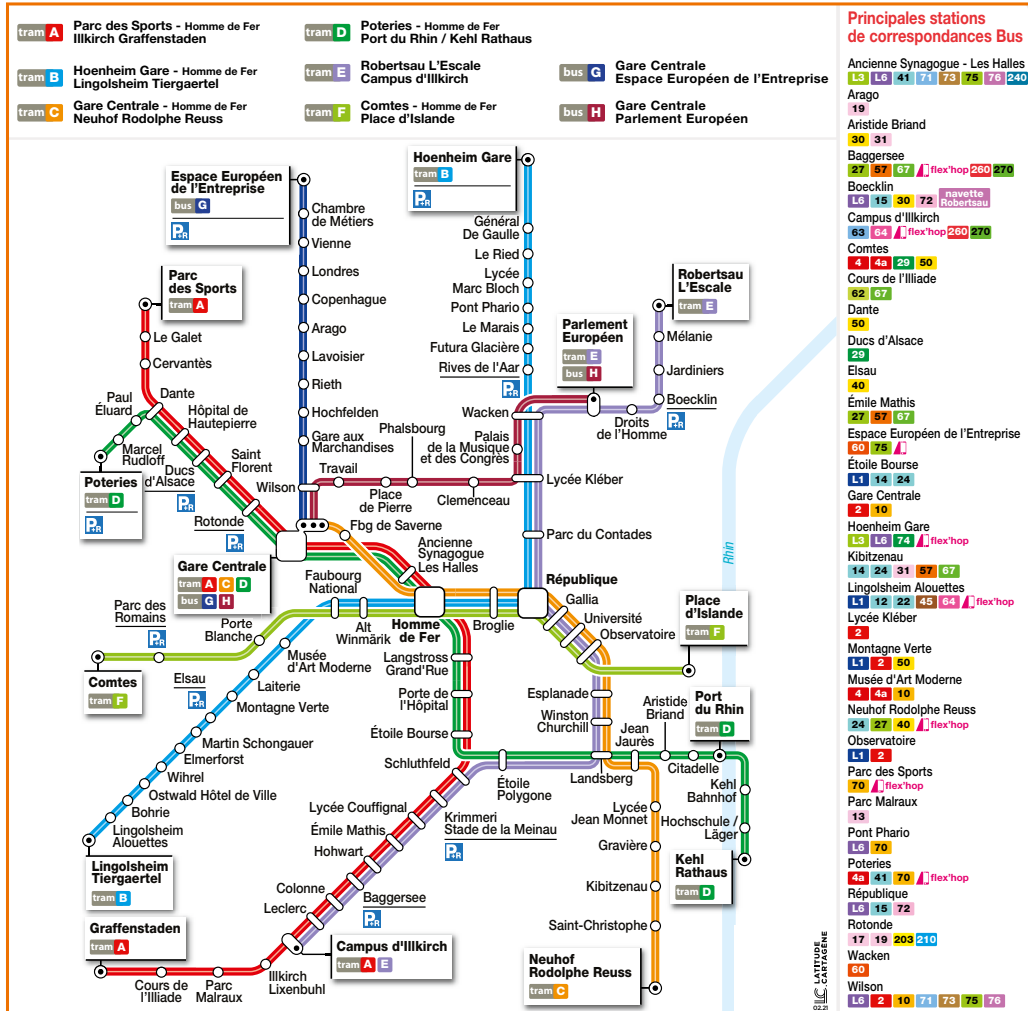 tram A Parc des Sports - Homme de Fer
Illkirch Graffenstaden
tram B Hoenheim Gare - Homme de Fer
Lingolsheim Tiergaertel
tram C Gare Centrale - Homme de Fer
Neuhof Rodolphe Reuss
tram D Poteries - Homme de Fer
Port du Rhin / Kehl Rathaus
tram E Robertsau L'Escale
Campus d'Illkirch
tram F Comtes - Homme de Fer
Place d'Islande
bus G Gare Centrale
Espace Européen de l'Entreprise
bus H Gare Centrale
Parlement Européen
Espace Européen
de l'Entreprise
bus G
P+R
Chambre
de Métiers
Vienne
Londres
Copenhague
Arago
Lavoisier
Rieth
Hochfelden
Gare aux
Marchandises
Wilson
Hoenheim Gare
tram B
P+R
Général
De Gaulle
Le Ried
Lycée
Marc Bloch
Pont Phario
Le Marais
Futura Glacière
Rives de l'Aar
P+R
Wacken
Palais
de la Musique
et des Congrès
Lycée Kléber
Parc du Contades
Robertsau
L'Escale
tram E
Mélanie
Jardiniers
Boecklin
P+R
Droits
de l'Homme
Parlement
Européen
tram E
bus H
Phalsbourg
Travail
Place
de Pierre
Clemenceau
Parc
des Sports
tram A
Le Galet
Cervantès
Dante
Paul
Éluard
Marcel
Rudloff
Poteries
tram D
P+R
Hôpital de
Hautepierre
Ducs
d'Alsace
P+R
Saint
Florent
Rotonde
P+R
Gare Centrale
tram A C D
bus G H
Fbg de Saverne
Ancienne
Synagogue
Les Halles
Faubourg
National
Homme
de Fer
République
Broglie
Gallia
Université
Observatoire
Place
d'Islande
tram F
Parc des
Romains
P+R
Porte
Blanche
Comtes
tram F
Alt
Winmärik
Musée
d'Art Moderne
Laiterie
Montagne Verte
Elsau
P+R
Martin Schongauer
Elmerforst
Wihrel
Ostwald Hôtel de Ville
Bohrie
Lingolsheim
Alouettes
Lingolsheim
Tiergaertel
tram B
Langstross
Grand'Rue
Porte de
l'Hôpital
Étoile Bourse
Schluthfeld
Étoile
Polygone
Krimmeri
Stade de la Meinau
P+R
Lycée Couffignal
Émile Mathis
Hohwart
Baggersee
P+R
Colonne
Leclerc
Campus d'Illkirch
tram A E
Illkirch
Lixenbuhl
Parc
Malraux
Cours de
l'Illiade
Graffenstaden
tram A
Esplanade
Winston
Churchill
Landsberg
Jean
Jaurès
Aristide
Briand
Citadelle
Port
du Rhin
tram D
Kehl
Bahnhof
Hochschule /
Läger
Kehl
Rathaus
tram D
Lycée
Jean Monnet
Gravière
Kibitzenau
Saint-Christophe
Neuhof
Rodolphe Reuss
tram C
Rhin
LATITUDE
CARTAGÈNE
Principales stations
de correspondances Bus
Ancienne Synagogue - Les Halles
L3 L6 41 71 73 75 76 240
Arago
19
Aristide Briand
30 31
Baggersee
27 57 67 flex'hop 260 270
Boecklin
L6 15 30 72 navette
Robertsau
Campus d'Illkirch
63 64 flex'hop 260 270
Comtes
4 4a 29 50
Cours de l'Illiade
62 67
Dante
50
Ducs d'Alsace
29
Elsau
40
Émile Mathis
27 57 67
Espace Européen de l'Entreprise
60 75
Étoile Bourse
L1 14 24
Gare Centrale
2 10
Hoenheim Gare
L3 L6 74 flex'hop
Kibitzenau
14 24 31 57 67
Lingolsheim Alouettes
L1 12 22 45 64 flex'hop
Lycée Kléber
2
Montagne Verte
L1 2 50
Musée d'Art Moderne
4 4a 10
Neuhof Rodolphe Reuss
24 27 40 flex'hop
Observatoire
L1 2
Parc des Sports
70 flex'hop
Parc Malraux
13
Pont Phario
L6 70
Poteries
4a 41 70 flex'hop
République
L6 15 72
Rotonde
17 19 203 210
Wacken
60
Wilson
L6 2 10 71 73 75 76